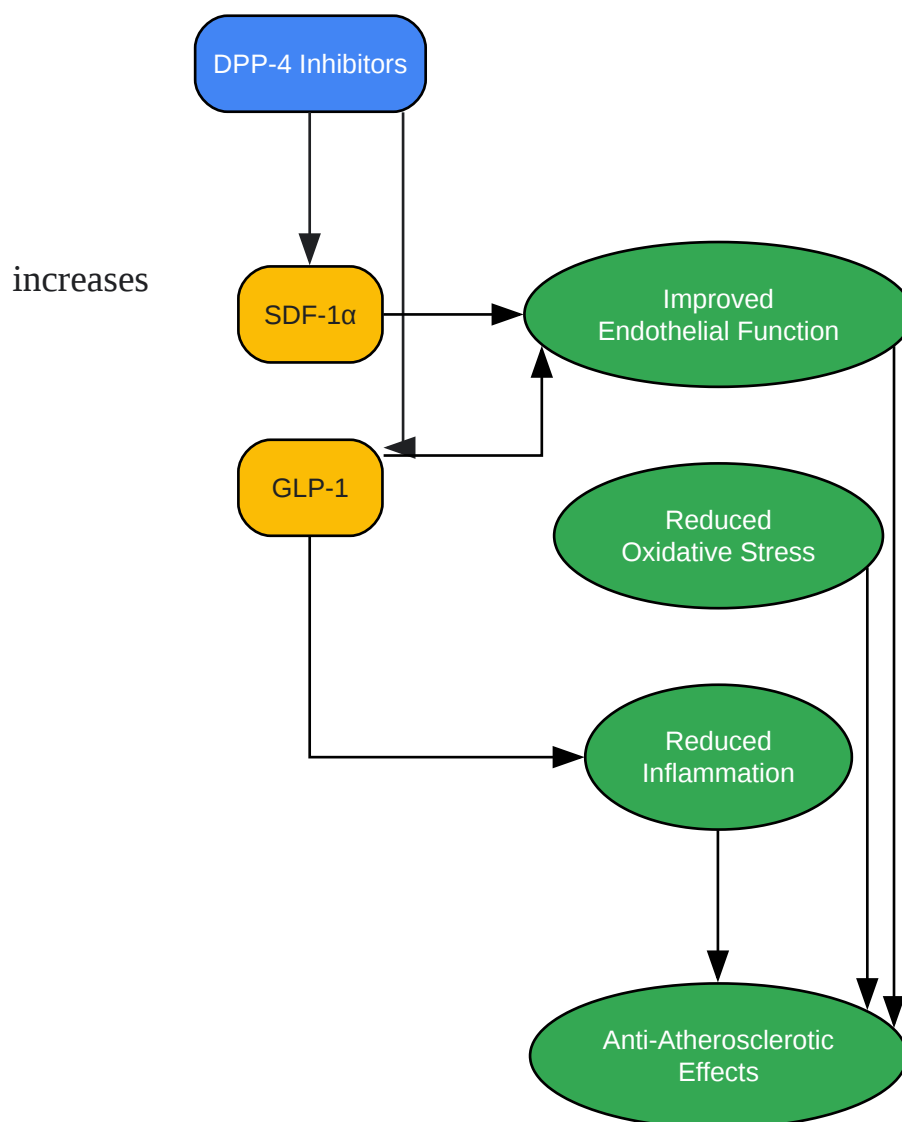 DPP-4 Inhibitors
increases
SDF-1α
Improved
Endothelial Function
GLP-1
Reduced
Oxidative Stress
Reduced
Inflammation
Anti-Atherosclerotic
Effects